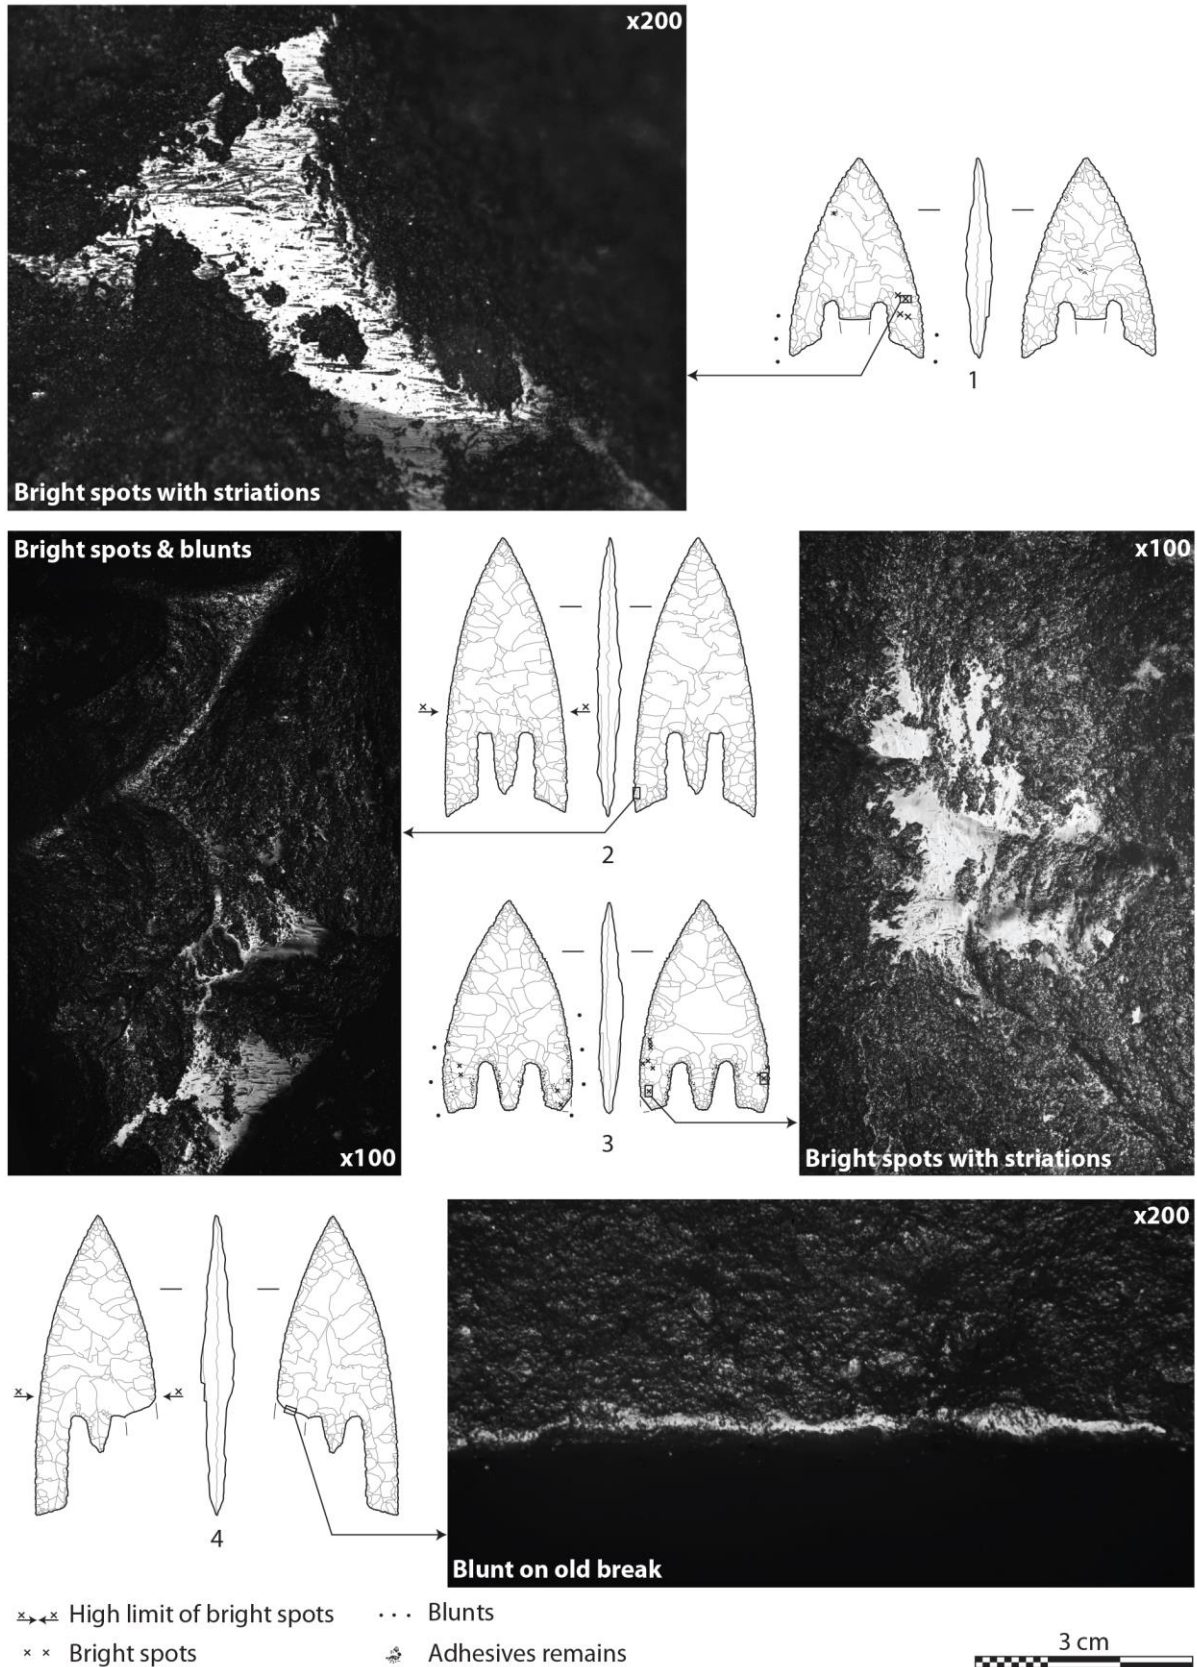 x200
Bright spots with striations
1
Bright spots & blunts
x100
2
x100
Bright spots with striations
3
x200
Blunt on old break
4
High limit of bright spots
Blunts
Bright spots
Adhesives remains
3 cm